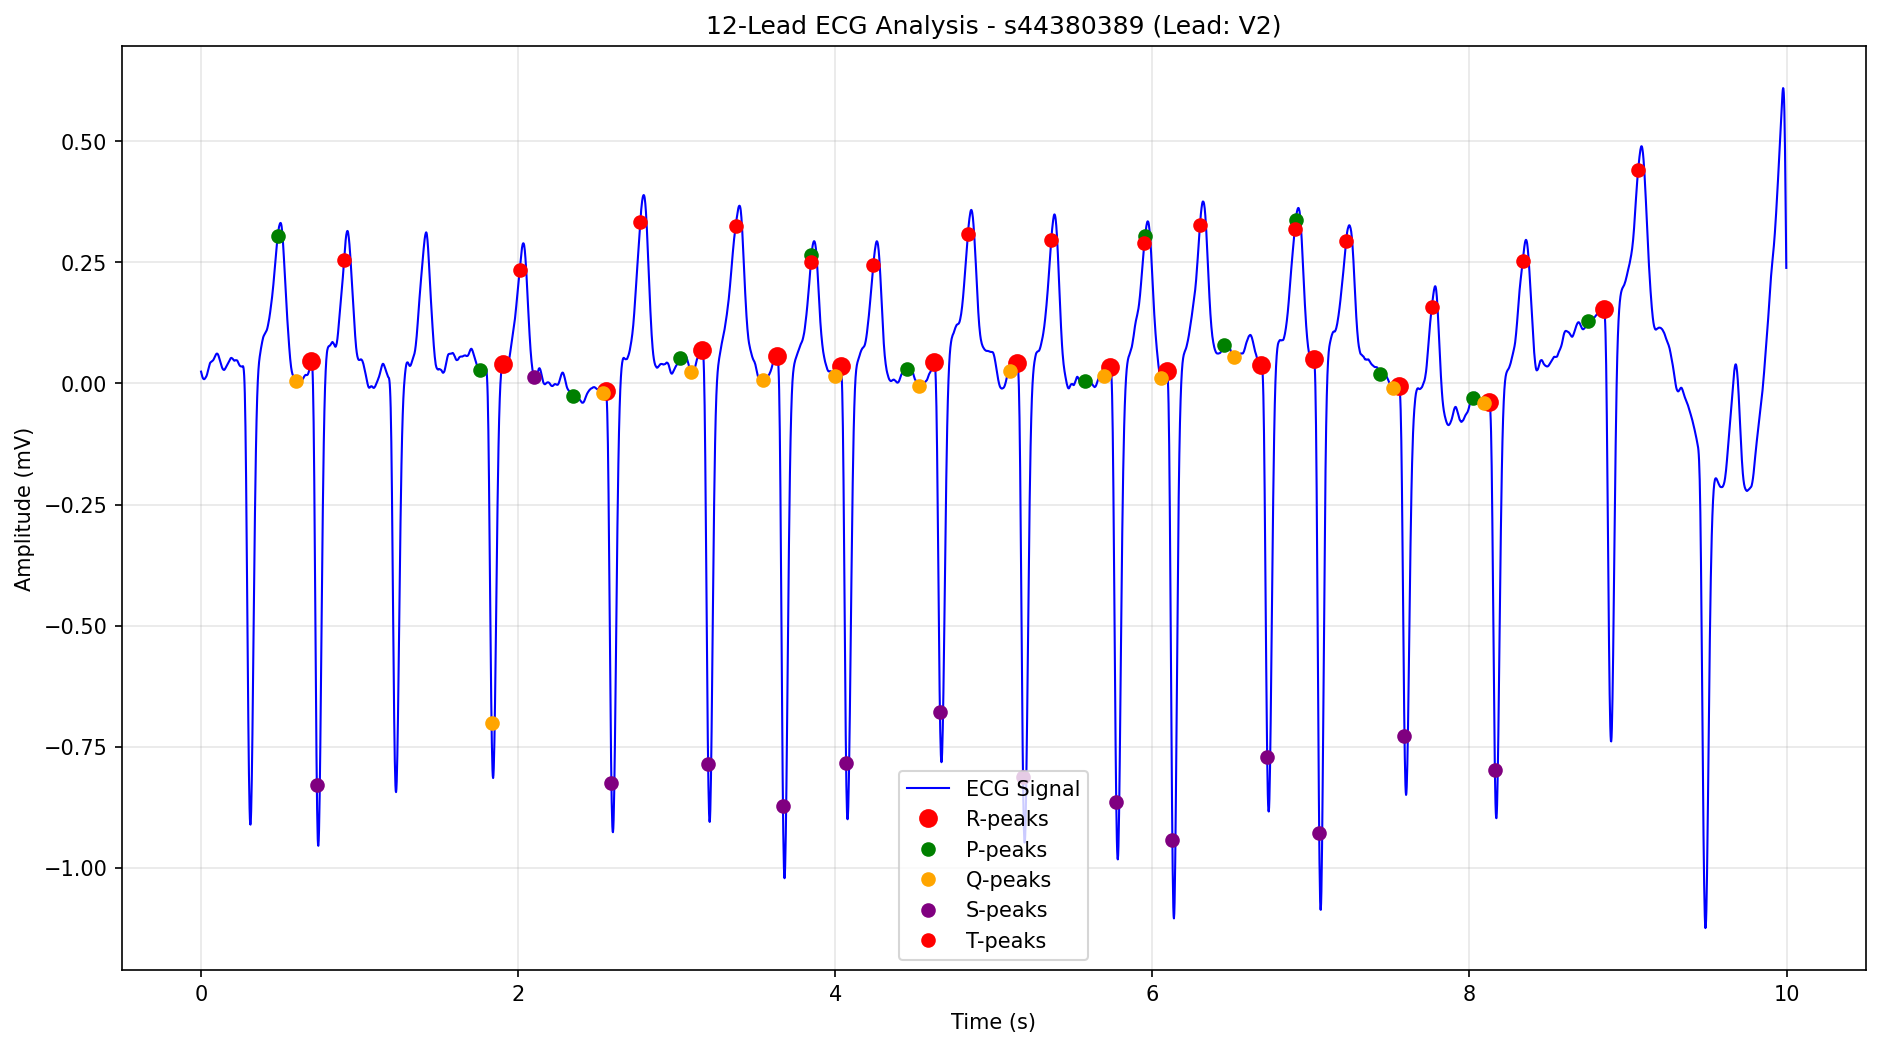 12-Lead ECG Analysis - s44380389 (Lead: V2)
Amplitude (mV)
0.50
0.25
0.00
−0.25
−0.50
−0.75
−1.00
ECG Signal
R-peaks
P-peaks
Q-peaks
S-peaks
T-peaks
0 2 4 6 8 10
Time (s)